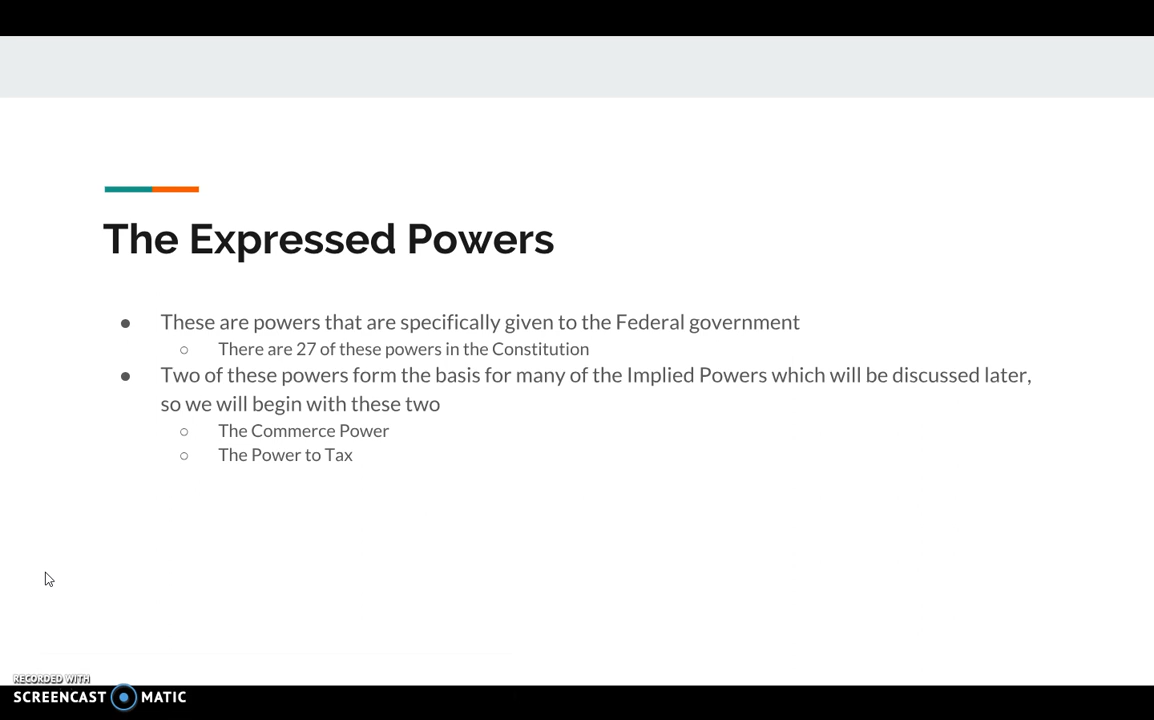 The Expressed Powers
● These are powers that are specifically given to the Federal government
○ There are 27 of these powers in the Constitution
● Two of these powers form the basis for many of the Implied Powers which will be discussed later,
so we will begin with these two
○ The Commerce Power
○ The Power to Tax
RECORDED WITH
SCREENCAST MATIC